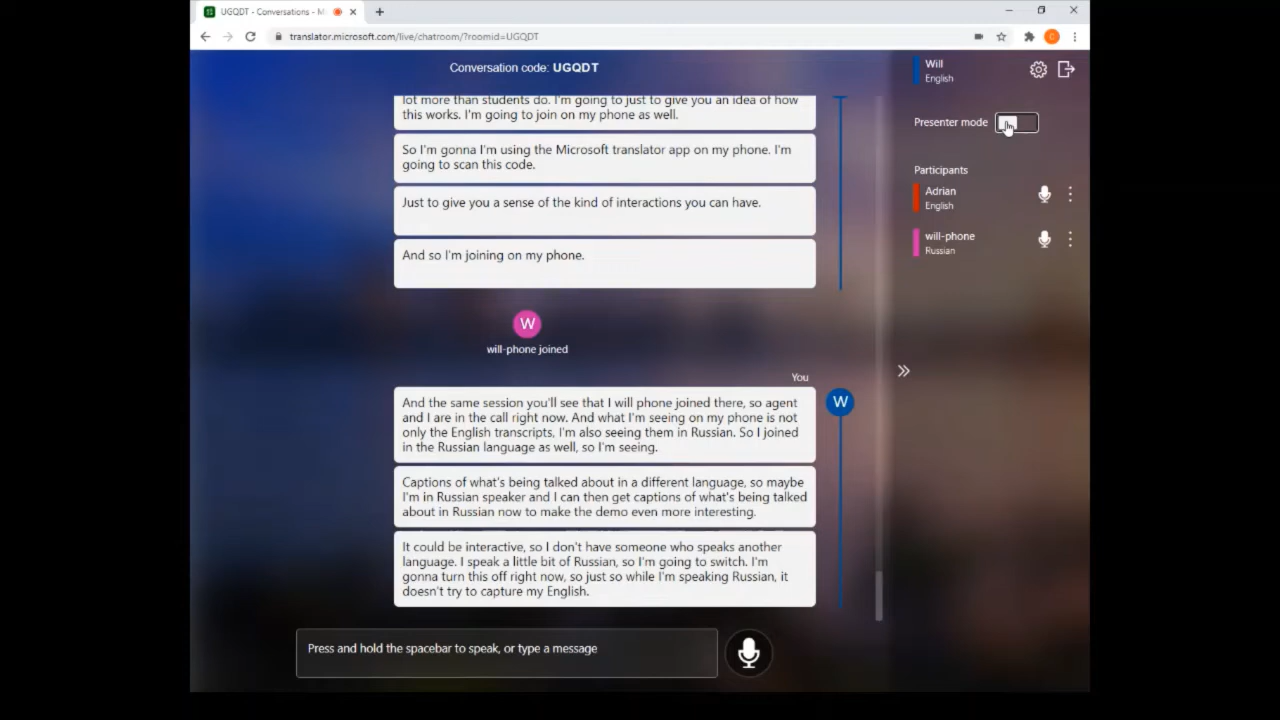 UGQDT - Conversations - M
translator.microsoft.com/live/chatroom/?roomid=UGQDT
C
Conversation code: UGQDT
lot more than students do. I'm going to just to give you an idea of how
this works. I'm going to join on my phone as well.
So I'm gonna I'm using the Microsoft translator app on my phone. I'm
going to scan this code.
Just to give you a sense of the kind of interactions you can have.
And so I'm joining on my phone.
W
will-phone joined
You
W
And the same session you'll see that I will phone joined there, so agent
and I are in the call right now. And what I'm seeing on my phone is not
only the English transcripts, I'm also seeing them in Russian. So I joined
in the Russian language as well, so I'm seeing.
Captions of what's being talked about in a different language, so maybe
I'm in Russian speaker and I can then get captions of what's being talked
about in Russian now to make the demo even more interesting.
It could be interactive, so I don't have someone who speaks another
language. I speak a little bit of Russian, so I'm going to switch. I'm
gonna turn this off right now, so just so while I'm speaking Russian, it
doesn't try to capture my English.
Press and hold the spacebar to speak, or type a message
Will
English
Presenter mode
Participants
Adrian
English
will-phone
Russian